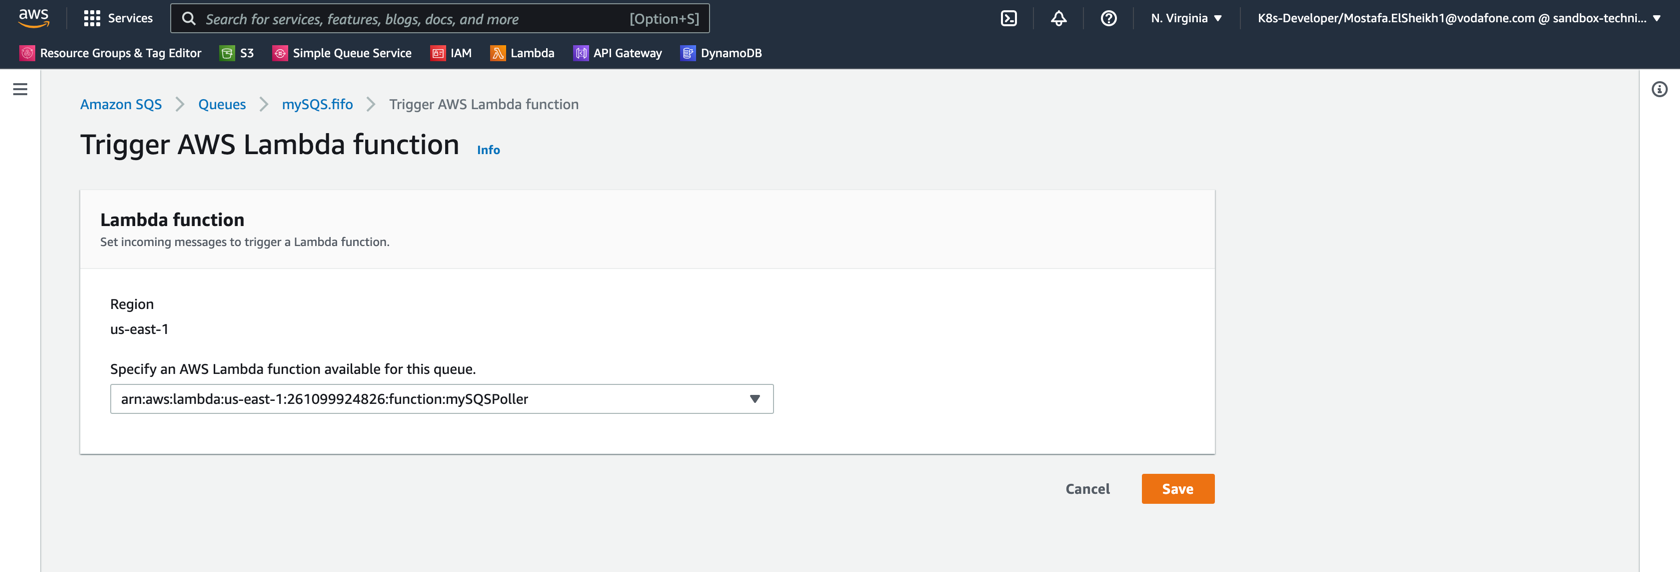 aws Services Search for services, features, blogs, docs, and more [Option+S] N. Virginia K8s-Developer/Mostafa.ElSheikh1@vodafone.com @ sandbox-techni...
Resource Groups & Tag Editor S3 Simple Queue Service IAM Lambda API Gateway DynamoDB
Amazon SQS Queues mySQS.fifo Trigger AWS Lambda function
Trigger AWS Lambda function Info
Lambda function
Set incoming messages to trigger a Lambda function.
Region
us-east-1
Specify an AWS Lambda function available for this queue.
arn:aws:lambda:us-east-1:261099924826:function:mySQSPoller
Cancel Save